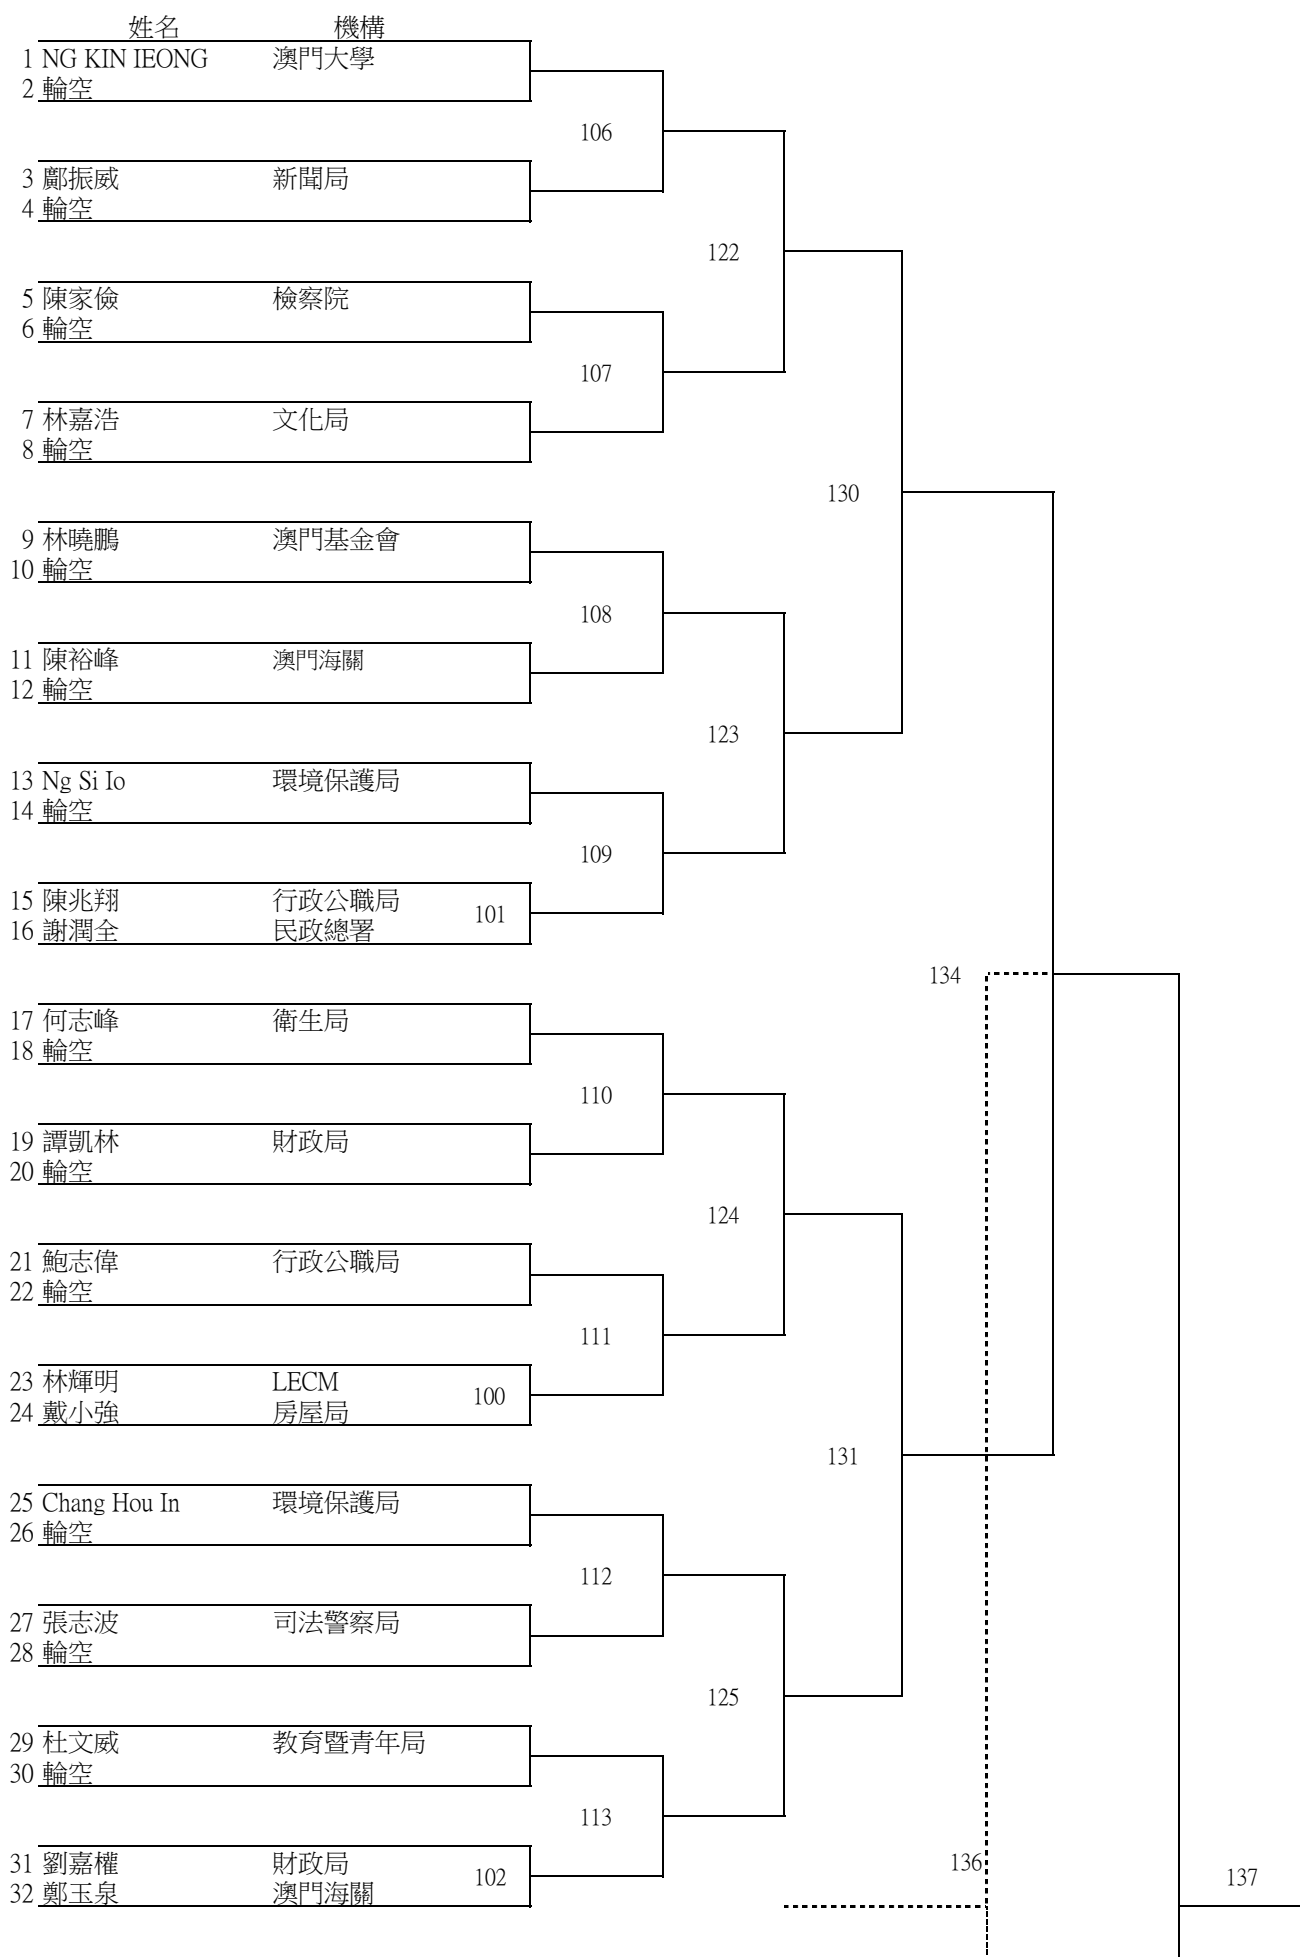 姓名 機構
1 NG KIN IEONG 澳門大學
2 輪空
106
3 鄺振威 新聞局
4 輪空
122
5 陳家儉 檢察院
6 輪空
107
7 林嘉浩 文化局
8 輪空
130
9 林曉鵬 澳門基金會
10 輪空
108
11 陳裕峰 澳門海關
12 輪空
123
13 Ng Si Io 環境保護局
14 輪空
109
15 陳兆翔 行政公職局
101
16 謝潤全 民政總署
134
17 何志峰 衛生局
18 輪空
110
19 譚凱林 財政局
20 輪空
124
21 鮑志偉 行政公職局
22 輪空
111
23 林輝明 LECM
100
24 戴小強 房屋局
131
25 Chang Hou In 環境保護局
26 輪空
112
27 張志波 司法警察局
28 輪空
125
29 杜文威 教育暨青年局
30 輪空
113
31 劉嘉權 財政局
136
102
137
32 鄭玉泉 澳門海關